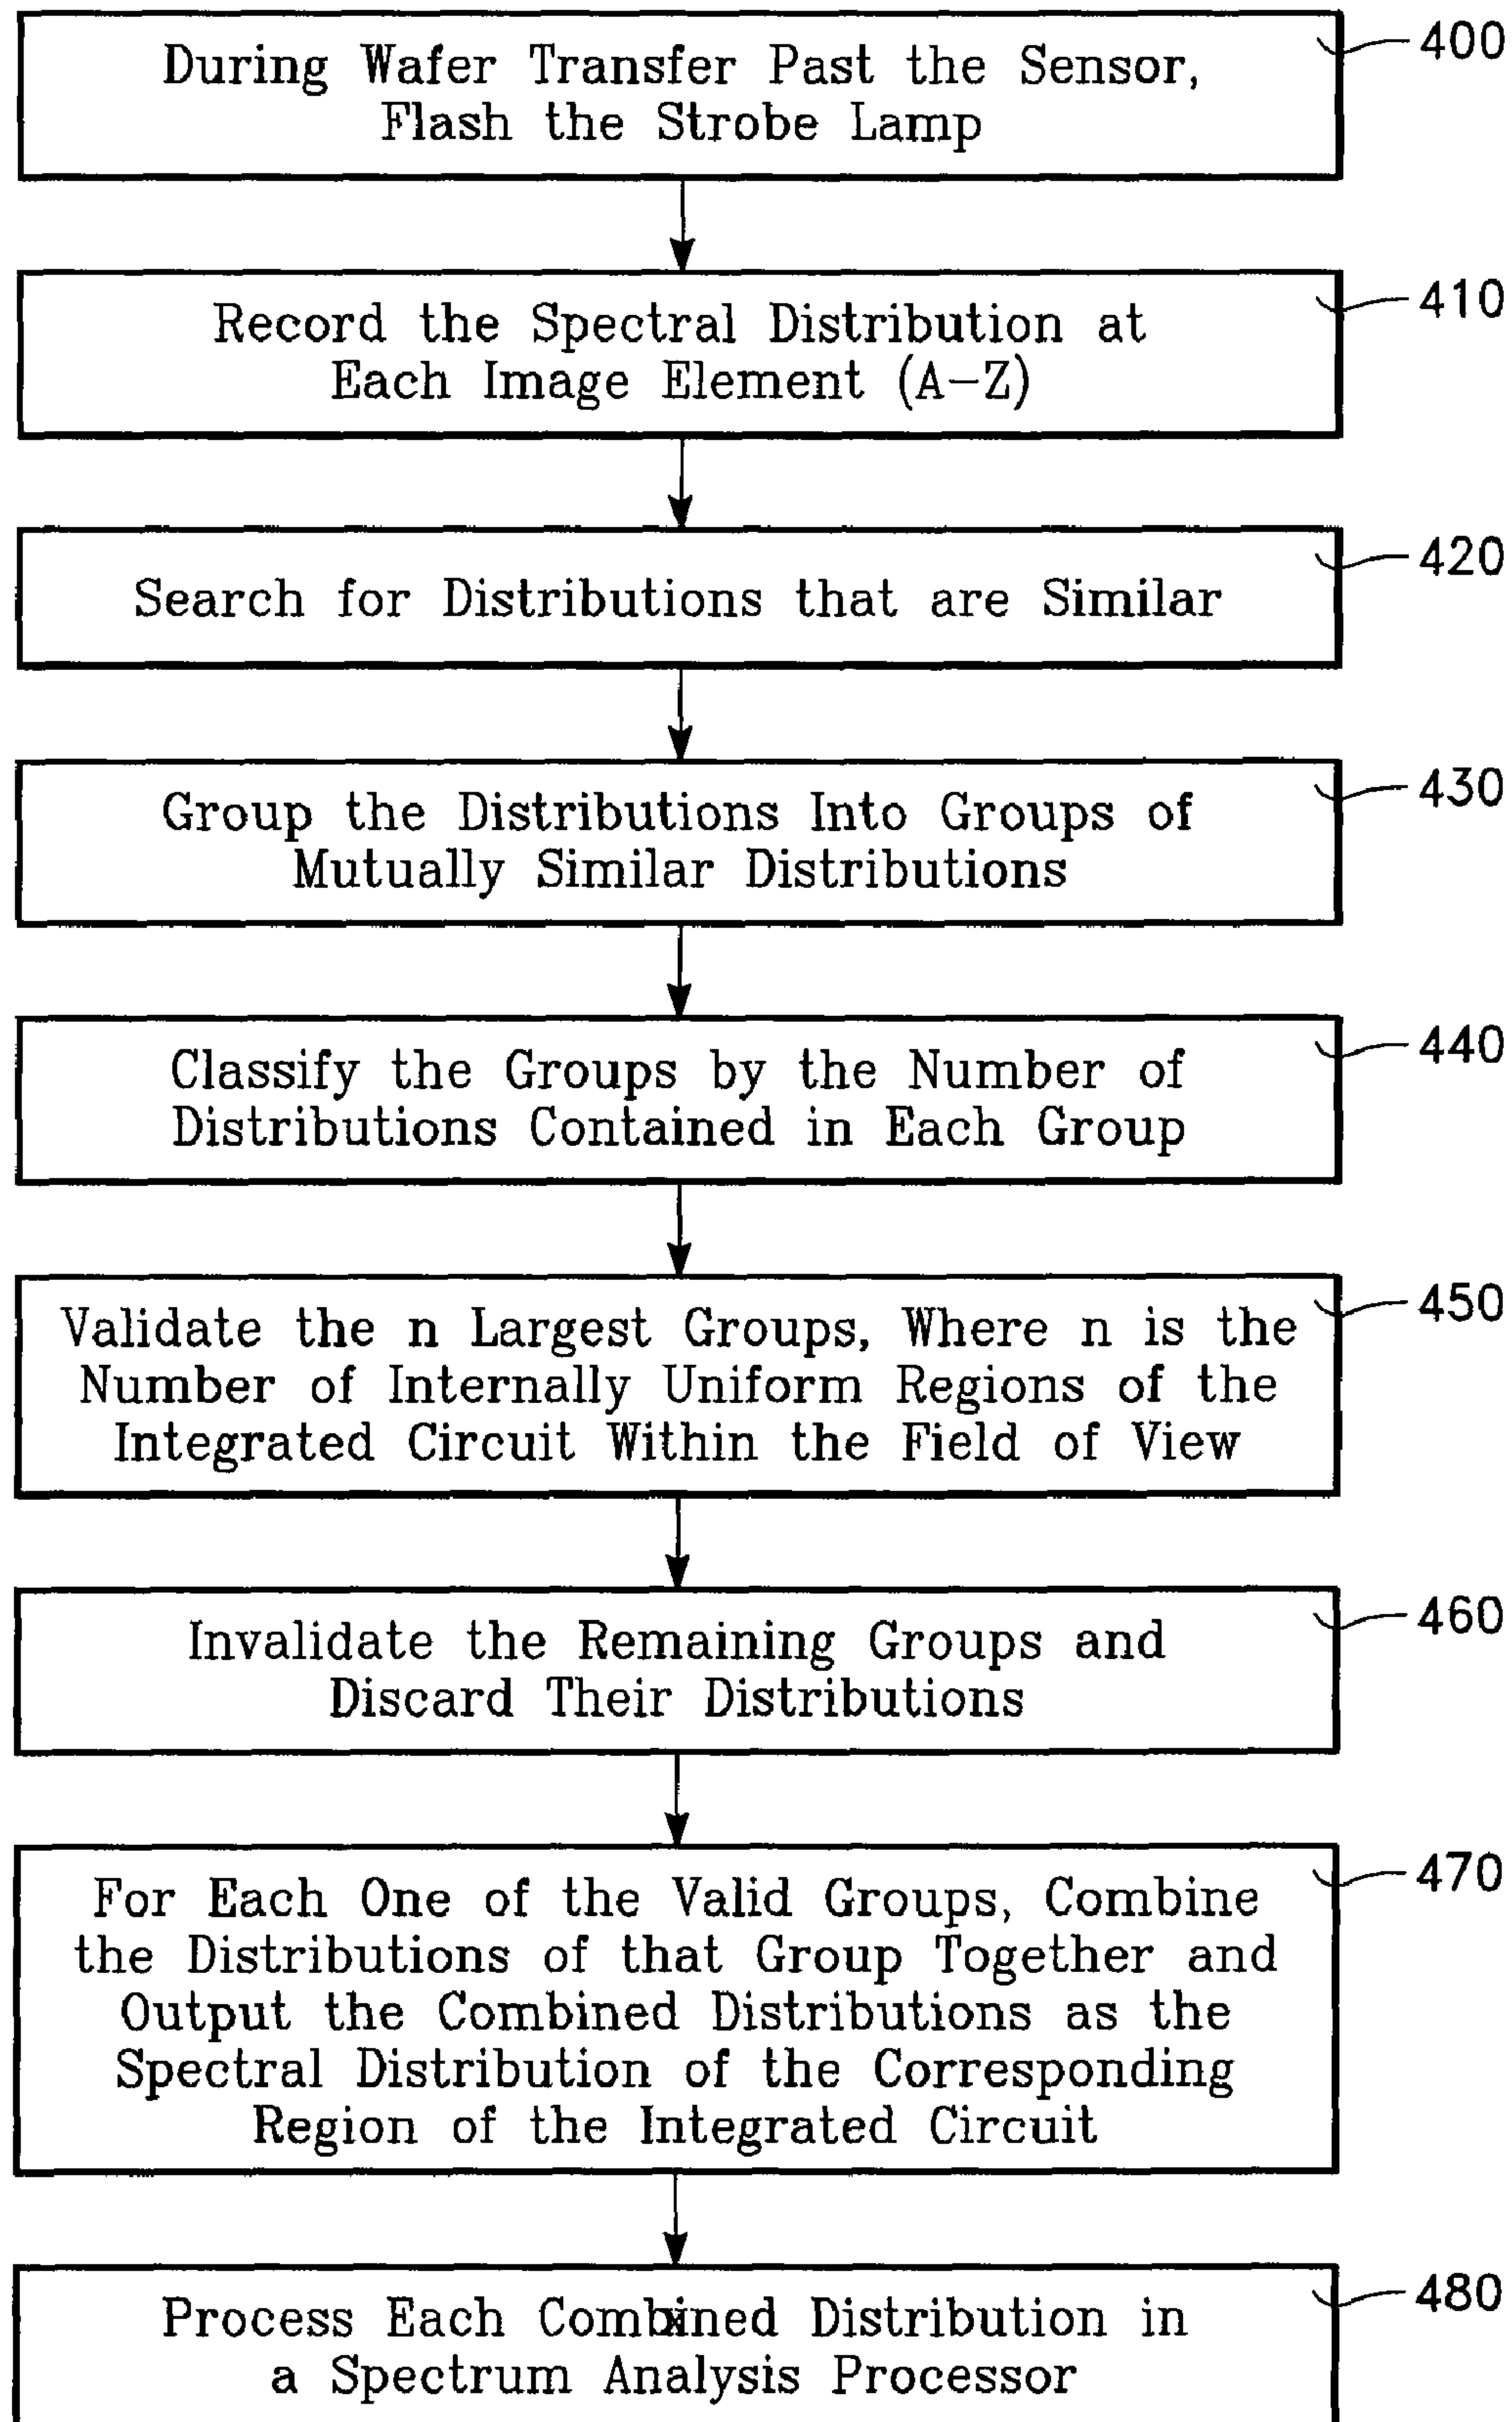 During Wafer Transfer Past the Sensor,
Flash the Strobe Lamp
400
Record the Spectral Distribution at
Each Image Element (A-Z)
410
Search for Distributions that are Similar
420
Group the Distributions Into Groups of
Mutually Similar Distributions
430
Classify the Groups by the Number of
Distributions Contained in Each Group
440
Validate the n Largest Groups, Where n is the
Number of Internally Uniform Regions of the
Integrated Circuit Within the Field of View
450
Invalidate the Remaining Groups and
Discard Their Distributions
460
For Each One of the Valid Groups, Combine
the Distributions of that Group Together and
Output the Combined Distributions as the
Spectral Distribution of the Corresponding
Region of the Integrated Circuit
470
Process Each Combined Distribution in
a Spectrum Analysis Processor
480